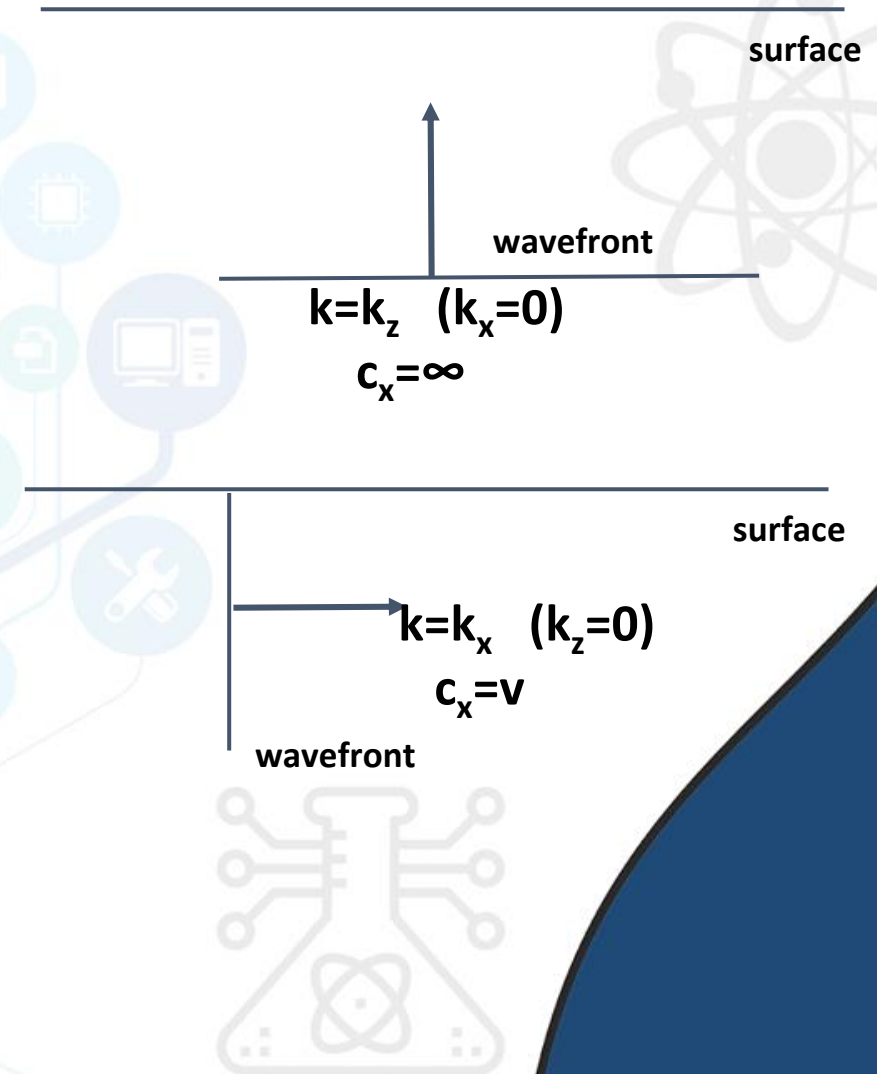 surface
wavefront
k=kz (kx=0)
cx=∞
surface
k=kx (kz=0)
cx=v
wavefront